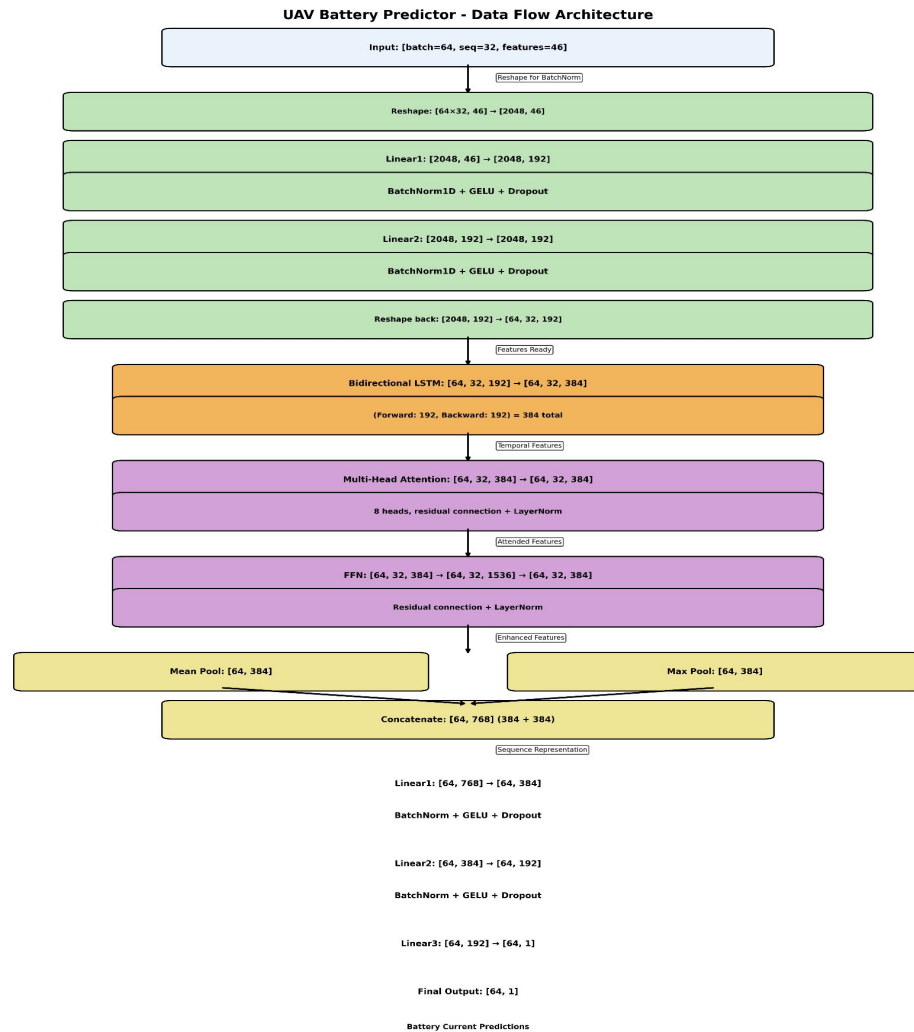 UAV Battery Predictor - Data Flow Architecture
Input: [batch=64, seq=32, features=46]
Reshape for BatchNorm
Reshape: [64×32, 46] → [2048, 46]
Linear1: [2048, 46] → [2048, 192]
BatchNorm1D + GELU + Dropout
Linear2: [2048, 192] → [2048, 192]
BatchNorm1D + GELU + Dropout
Reshape back: [2048, 192] → [64, 32, 192]
Features Ready
Bidirectional LSTM: [64, 32, 192] → [64, 32, 384]
(Forward: 192, Backward: 192) = 384 total
Temporal Features
Multi-Head Attention: [64, 32, 384] → [64, 32, 384]
8 heads, residual connection + LayerNorm
Attended Features
FFN: [64, 32, 384] → [64, 32, 1536] → [64, 32, 384]
Residual connection + LayerNorm
Enhanced Features
Mean Pool: [64, 384]
Max Pool: [64, 384]
Concatenate: [64, 768] (384 + 384)
Sequence Representation
Linear1: [64, 768] → [64, 384]
BatchNorm + GELU + Dropout
Linear2: [64, 384] → [64, 192]
BatchNorm + GELU + Dropout
Linear3: [64, 192] → [64, 1]
Final Output: [64, 1]
Battery Current Predictions